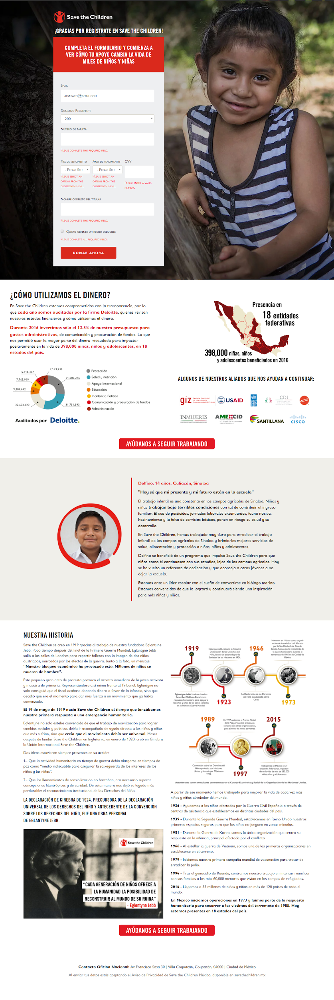 Save the Children
¡GRACIAS POR REGISTRATE EN SAVE THE CHILDREN!
COMPLETA EL FORMULARIO Y COMIENZA A
VER CÓMO TU APOYO CAMBIA LA VIDA DE
MILES DE NIÑOS Y NIÑAS
Email
alsatayo@gmail.com
Donativo Recurrente
200
Número de tarjeta
Please complete this required field.
Mes de vencimiento Año de vencimiento CVV
- Please Sele - Please Sele
Please select an option from the dropdown menu.
Please select an option from the dropdown menu.
Please enter a valid number.
Nombre completo del titular
Please complete this required field.
Quiero obtener un recibo deducible
Please complete all required fields.
DONAR AHORA
¿CÓMO UTILIZAMOS EL DINERO?
En Save the Children estamos comprometidos con la transparencia, por lo
que cada año somos auditados por la firma Deloitte, quienes revisan
nuestros estados financieros y cómo utilizamos el dinero.
Durante 2016 invertimos sólo el 12.5% de nuestro presupuesto para
gastos administrativos, de comunicación y procuración de fondos. Lo que
nos permitió usar la mayor parte del dinero recaudado para impactar
positivamente en la vida de 398,000 niñas, niños y adolescentes, en 18
estados del país.
9,193,236
5,516,377
7,745,949
9,309,692
22,403,620
31,803,276
31,751,593
Protección
Salud y nutrición
Apoyo Internacional
Educación
Incidencia Política
Comunicación y procuración de fondos
Administración
Auditados por Deloitte.
Presencia en
18 entidades
federativas
398,000 niñas, niños
y adolescentes beneficiados en 2016
ALGUNOS DE NUESTROS ALIADOS QUE NOS AYUDAN A CONTINUAR:
giz Deutsche Gesellschaft für Internationale Zusammenarbeit (GIZ) GmbH
USAID
PNUD
CDI
MATTEL
INMUJERES
INSTITUTO NACIONAL DE LAS MUJERES
AMEXCID
AGENCIA MEXICANA DE COOPERACIÓN INTERNACIONAL PARA EL DESARROLLO
SANTILLANA
CISCO
AYÚDANOS A SEGUIR TRABAJANDO
Delfino, 14 años. Culiacán, Sinaloa
"Hoy sé que mi presente y mi futuro están en la escuela"
El trabajo infantil es una constante en los campos agrícolas de Sinaloa. Niños y
niñas trabajan bajo terribles condiciones con tal de contribuir al ingreso
familiar. El uso de pesticidas, jornadas laborales extenuantes, fauna nociva,
hacinamiento y la falta de servicios básicos, ponen en riesgo su salud y su
desarrollo.
En Save the Children, hemos trabajado muy duro para erradicar el trabajo
infantil de los campos agrícolas de Sinaloa y brindarles mejores servicios de
salud, alimentación y protección a niñas, niños y adolescentes.
Delfino se benefició de un programa que impulsó Save the Children para que
niños como él continuasen con sus estudios, lejos de los campos agrícolas. Hoy
se ha vuelto un referente de dedicación y que aconseja a otros jóvenes a no
dejar la escuela.
Estamos ante un líder escolar con el sueño de convertirse en biólogo marino.
Estamos convencidos de que lo logrará y continuará siendo una inspiración
para más niñas y niños.
NUESTRA HISTORIA
Save the Children se creó en 1919 gracias al trabajo de nuestra fundadora Eglantyne
Jebb. Poco tiempo después del final de la Primera Guerra Mundial, Eglantyne Jebb
salió a las calles de Londres para repartir folletos con la imagen de dos niños
austriacos, marcados por los efectos de la guerra. Junto a la foto, un mensaje:
“Nuestro bloqueo económico ha provocado esto. Millones de niños se
mueren de hambre”.
Este pequeño gran acto de protesta provocó el arresto inmediato de la joven activista
y maestra de primaria. Representándose a sí mima frente al Tribunal, Eglantyne no
solo consiguió que el fiscal acabase donando dinero a favor de la infancia, sino que
decidió que era el momento para dar más fuerza a un movimiento que ya había
comenzado.
El 19 de mayo de 1919 nacía Save the Children al tiempo que lanzábamos
nuestra primera respuesta a una emergencia humanitaria.
Eglantyne no solo estaba convencida de que el trabajo de movilización para lograr
cambios sociales y políticos debía ir acompañado de ayuda directa a los niños y niñas
que más sufrían, sino que creía que el movimiento debía ser universal. Meses
después de fundar Save the Children en Inglaterra, en enero de 1920, creó en Ginebra
la Unión Internacional Save the Children.
Dos ideas estuvieron siempre presentes en su acción:
1.- Que la actividad humanitaria en tiempo de guerra debía alargarse en tiempos de
paz como “medio indiscutible para asegurar la salvaguarda de los intereses de los
niños y las niñas”.
2.- Que los llamamientos de sensibilización no bastaban, era necesario superar
concepciones filantrópicas y de caridad. De esta manera nos dejó su legado más
perdurable: el reconocimiento institucional de los Derechos del Niño.
LA DECLARACIÓN DE GINEBRA DE 1924, PRECURSORA DE LA DECLARACIÓN
UNIVERSAL DE LOS DERECHOS DEL NIÑO Y ANTECEDENTE DE LA CONVENCIÓN
SOBRE LOS DERECHOS DEL NIÑO, FUE UNA OBRA PERSONAL
DE EGLANTYNE JEBB.
Save the Children
“CADA GENERACIÓN DE NIÑOS OFRECE A
LA HUMANIDAD LA POSIBILIDAD DE
RECONSTRUIR AL MUNDO DE SU RUINA”
- Eglentyne Jebb
1919
Eglantyne Jebb funda en Londres
Save the Children Fund como
respuesta humanitaria para apoyar a
los niños y niñas de los países vencidos
en la Primera Guerra Mundial.
Eglantyne Jebb, redacta la histórica
Declaración de los Derechos del
Niño, la cual fue adoptada por la
Sociedad de las Naciones en 1924.
1923
1946
La Declaración de los Derechos
del Niño es adoptada por la
ONU
Nacemos en México como organi-
zación de la sociedad civil liderada
por la Sra. Elizabeth de Cou de
Beteta. Fuimos parte importante de
la ayuda humanitaria durante el
terremoto de 1985 en la Ciudad de
México.
1973
1989
Convención sobre los Derechos del
Niño aprobada por Naciones
Unidas y firmada por México en
1990.
En 1997 recibimos el Premio Nobel
de la Paz por nuestro trabajo, en
conjunto con otras organizaciones,
para eliminar las minas terrestres.
1997
2015
Trabajamos en México en 21
entidades federativas, impactan-
do en la vida de más de 380,000
niñas, niños y adolescentes.
Actualmente somos consultores permanentes en el Consejo Económico y Social de la Organización de las Naciones Unidas.
A partir de ese momento hemos trabajado para mejorar la vida de cada vez más
niños y niñas alrededor del mundo.
1936 - Ayudamos a los niños afectados por la Guerra Civil Española a través de
centros de asistencia que establecemos en distintas ciudades del país.
1939 - Durante la Segunda Guerra Mundial, establecemos en Reino Unido nuestros
primeros espacios seguros para que los niños no jueguen en zonas minadas.
1951 - Durante la Guerra de Korea, somos la única organización que centra su
respuesta en la infancia, principal afectada por el conflicto.
1966 - Al estallar la guerra de Vietnam, somos una de las primeras organizaciones en
establecerse en el terreno.
1979 - Iniciamos nuestra primera campaña mundial de vacunación para tratar de
erradicar la polio.
1994 - Tras el genocidio de Ruanda, centramos nuestro trabajo en intentar reunificar
con sus familias a los más 60,000 menores que vivían en los campos de refugiados.
2014 - Llegamos a 55 millones de niños y niñas en más de 120 países de todo el
mundo.
En México iniciamos operaciones en 1973 y fuimos parte de la respuesta
humanitaria para socorrer a las víctimas del terremoto de 1985. Hoy
estamos presentes en 18 estados del país.
AYÚDANOS A SEGUIR TRABAJANDO
Contacto Oficina Nacional: Av Francisco Sosa 30 | Villa Coyoacán, Coyoacán, 04000 | Ciudad de México
Al enviar tus datos estás aceptando el Aviso de Privacidad de Save the Children México, disponible en savethechildren.mx